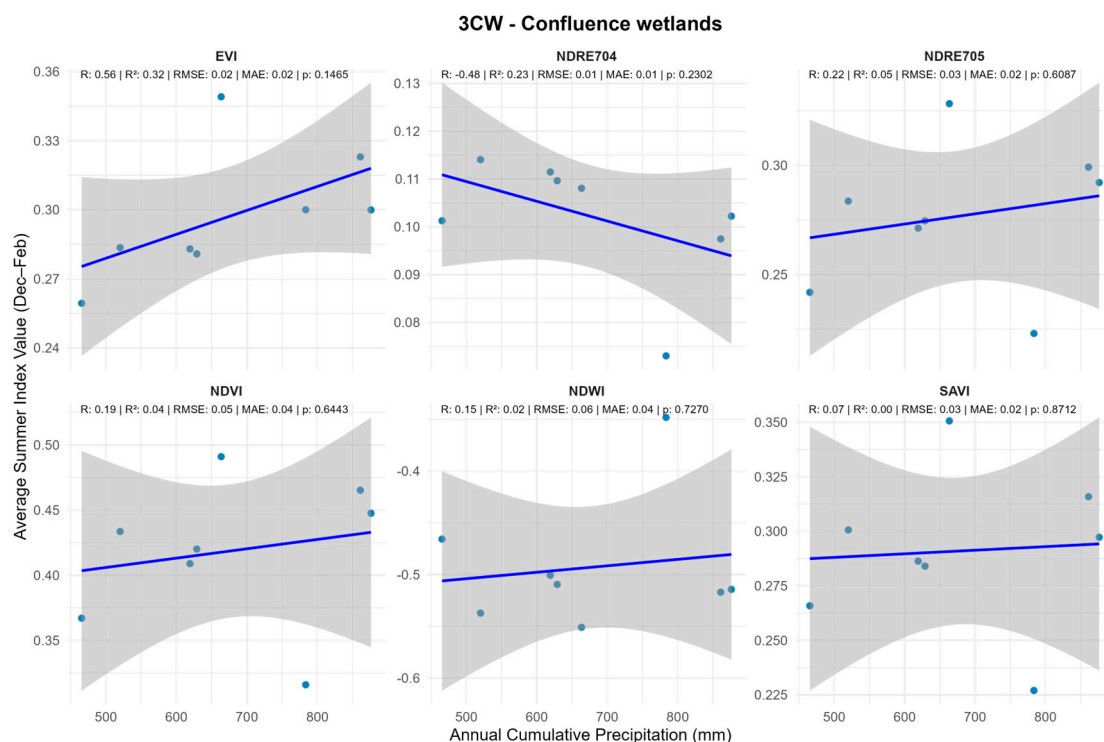 3CW - Confluence wetlands
EVI
NDRE704
NDRE705
R: 0.56 | R²: 0.32 | RMSE: 0.02 | MAE: 0.02 | p: 0.1465
R: -0.48 | R²: 0.23 | RMSE: 0.01 | MAE: 0.01 | p: 0.2302
R: 0.22 | R²: 0.05 | RMSE: 0.03 | MAE: 0.02 | p: 0.6087
0.36
0.33
0.30
0.27
0.24
0.13
0.12
0.11
0.10
0.09
0.08
0.30
0.25
Average Summer Index Value (Dec–Feb)
NDVI
NDWI
SAVI
R: 0.19 | R²: 0.04 | RMSE: 0.05 | MAE: 0.04 | p: 0.6443
R: 0.15 | R²: 0.02 | RMSE: 0.06 | MAE: 0.04 | p: 0.7270
R: 0.07 | R²: 0.00 | RMSE: 0.03 | MAE: 0.02 | p: 0.8712
0.50
0.45
0.40
0.35
-0.4
-0.5
-0.6
0.350
0.325
0.300
0.275
0.250
0.225
500 600 700 800
500 600 700 800
500 600 700 800
Annual Cumulative Precipitation (mm)